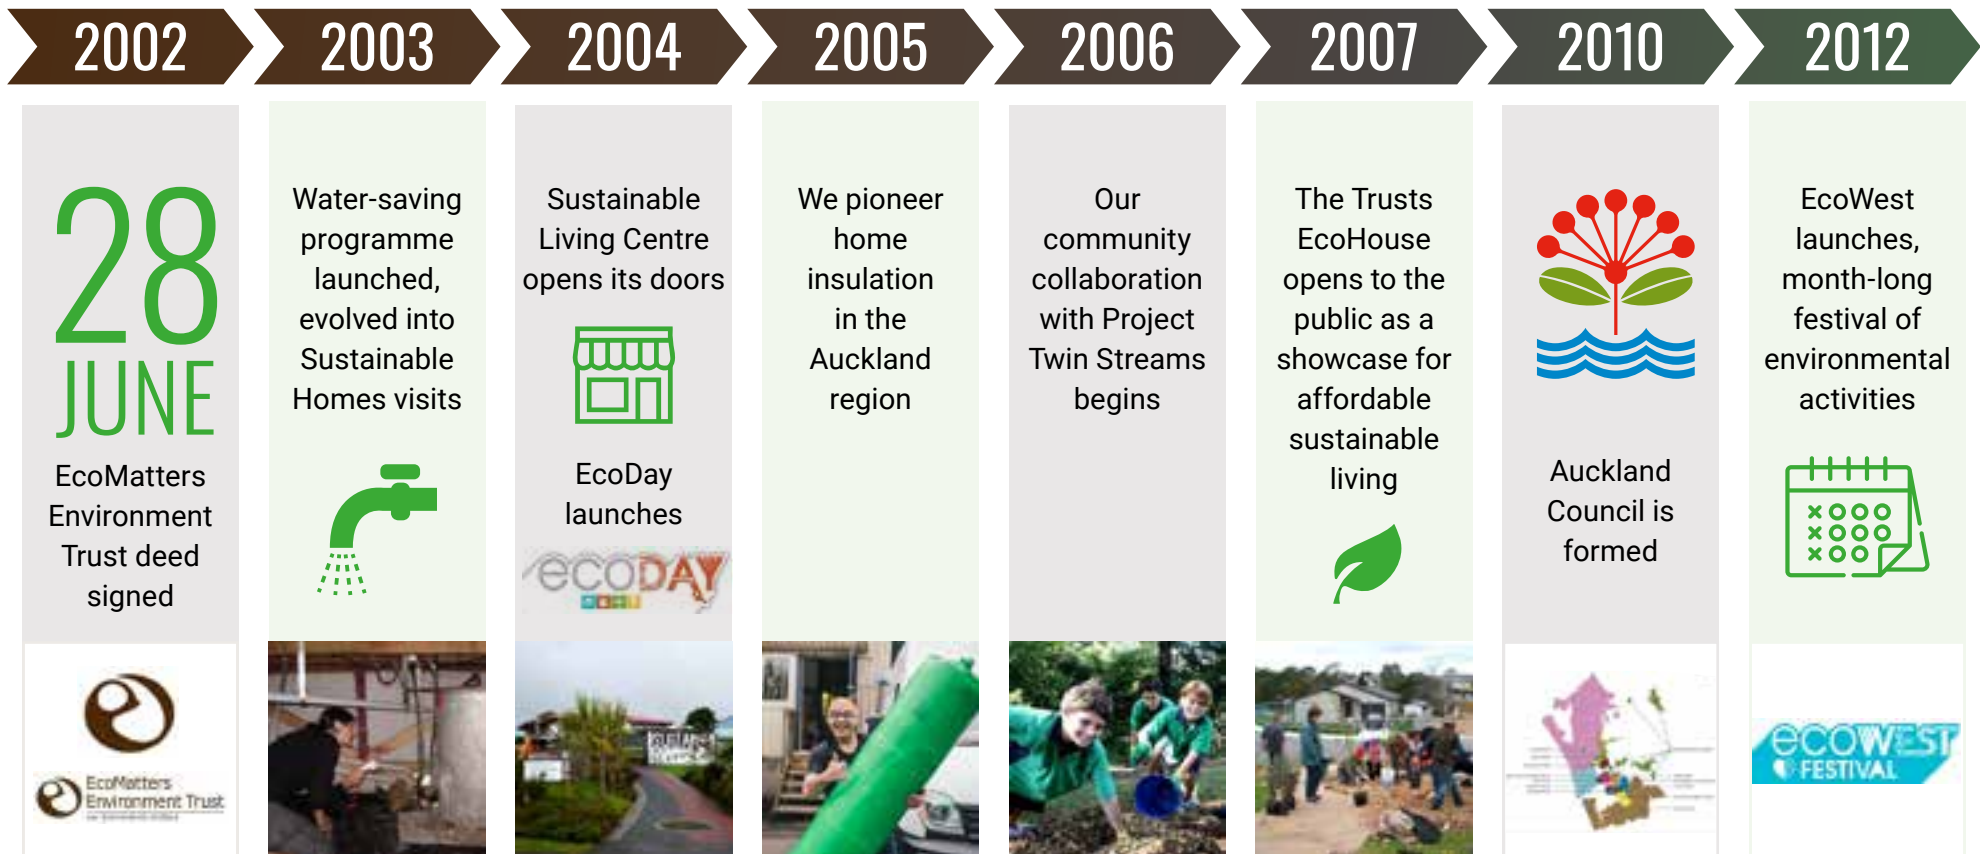 2002
28
JUNE
EcoMatters
Environment
Trust deed
signed
EcoMatters
Environment Trust
2003
Water-saving
programme
launched,
evolved into
Sustainable
Homes visits
2004
Sustainable
Living Centre
opens its doors
EcoDay
launches
ecoDAY
2005
We pioneer
home
insulation
in the
Auckland
region
2006
Our
community
collaboration
with Project
Twin Streams
begins
2007
The Trusts
EcoHouse
opens to the
public as a
showcase for
affordable
sustainable
living
2010
Auckland
Council is
formed
2012
EcoWest
launches,
month-long
festival of
environmental
activities
ecoWEST
FESTIVAL